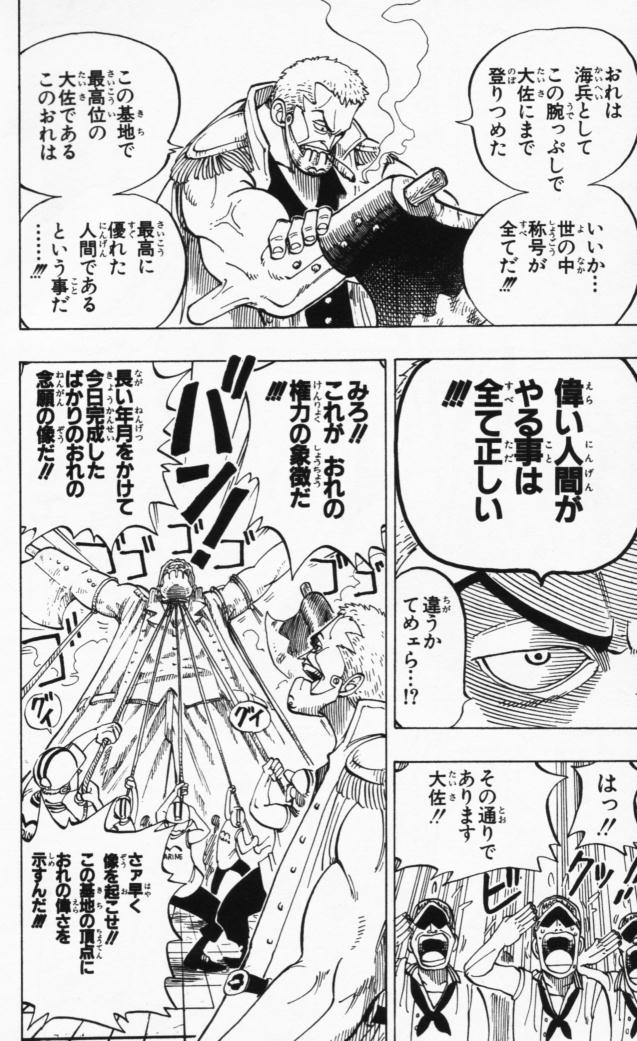 おれは
海兵として
この腕っぷしで
大佐にまで
登りつめた
いいか…
世の中
称号が
全てだ!!!
この基地で
最高位の
大佐である
このおれは
最高に
優れた
人間である
という事だ
……!!!
偉い人間が
やる事は
全て正しい
!!!
違うか
てめェら…!?
はっ!!
その通りで
あります
大佐!!
ビッ
みろ!!
これが おれの
権力の象徴だ
!!!
長い年月をかけて
今日完成した
ばかりのおれの
念願の像だ!!
バン!!
ゴゴゴゴゴ
グイ
グイ
MARINE
さァ早く
像を起こせ!!
この基地の頂点に
おれの偉さを
示すんだ!!!